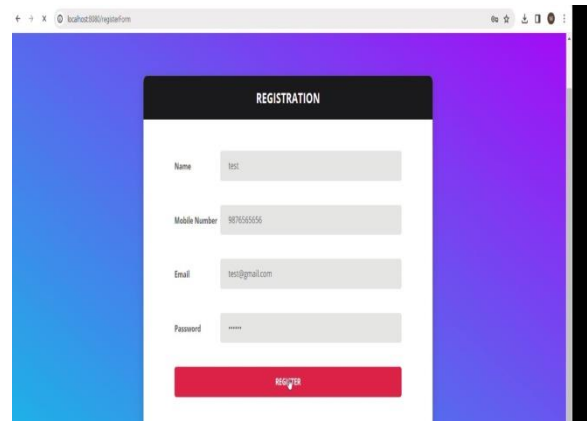 localhost:8080/registerForm
REGISTRATION
Name test
Mobile Number 9876565656
Email test@gmail.com
Password ••••••
REGISTER